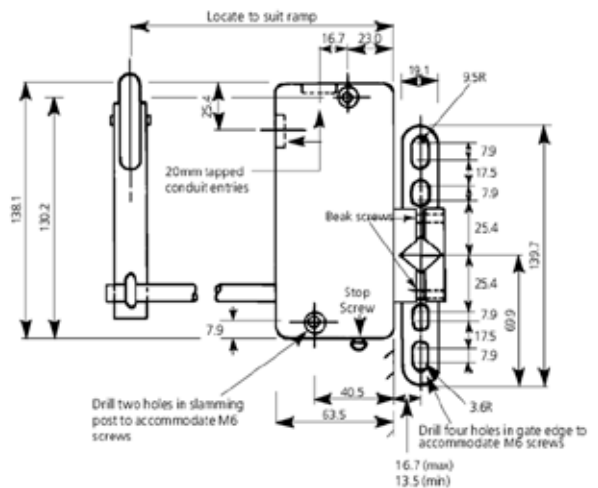 Locate to suit ramp
16.7
23.0
19.1
9.5R
25.4
138.1
130.2
20mm tapped
conduit entries
7.9
17.5
7.9
Beak screws
25.4
139.7
25.4
69.9
Stop
Screw
7.9
7.9
17.5
7.9
40.5
63.5
3.6R
Drill two holes in slamming
post to accommodate M6
screws
Drill four holes in gate edge to
accommodate M6 screws
16.7 (max)
13.5 (min)